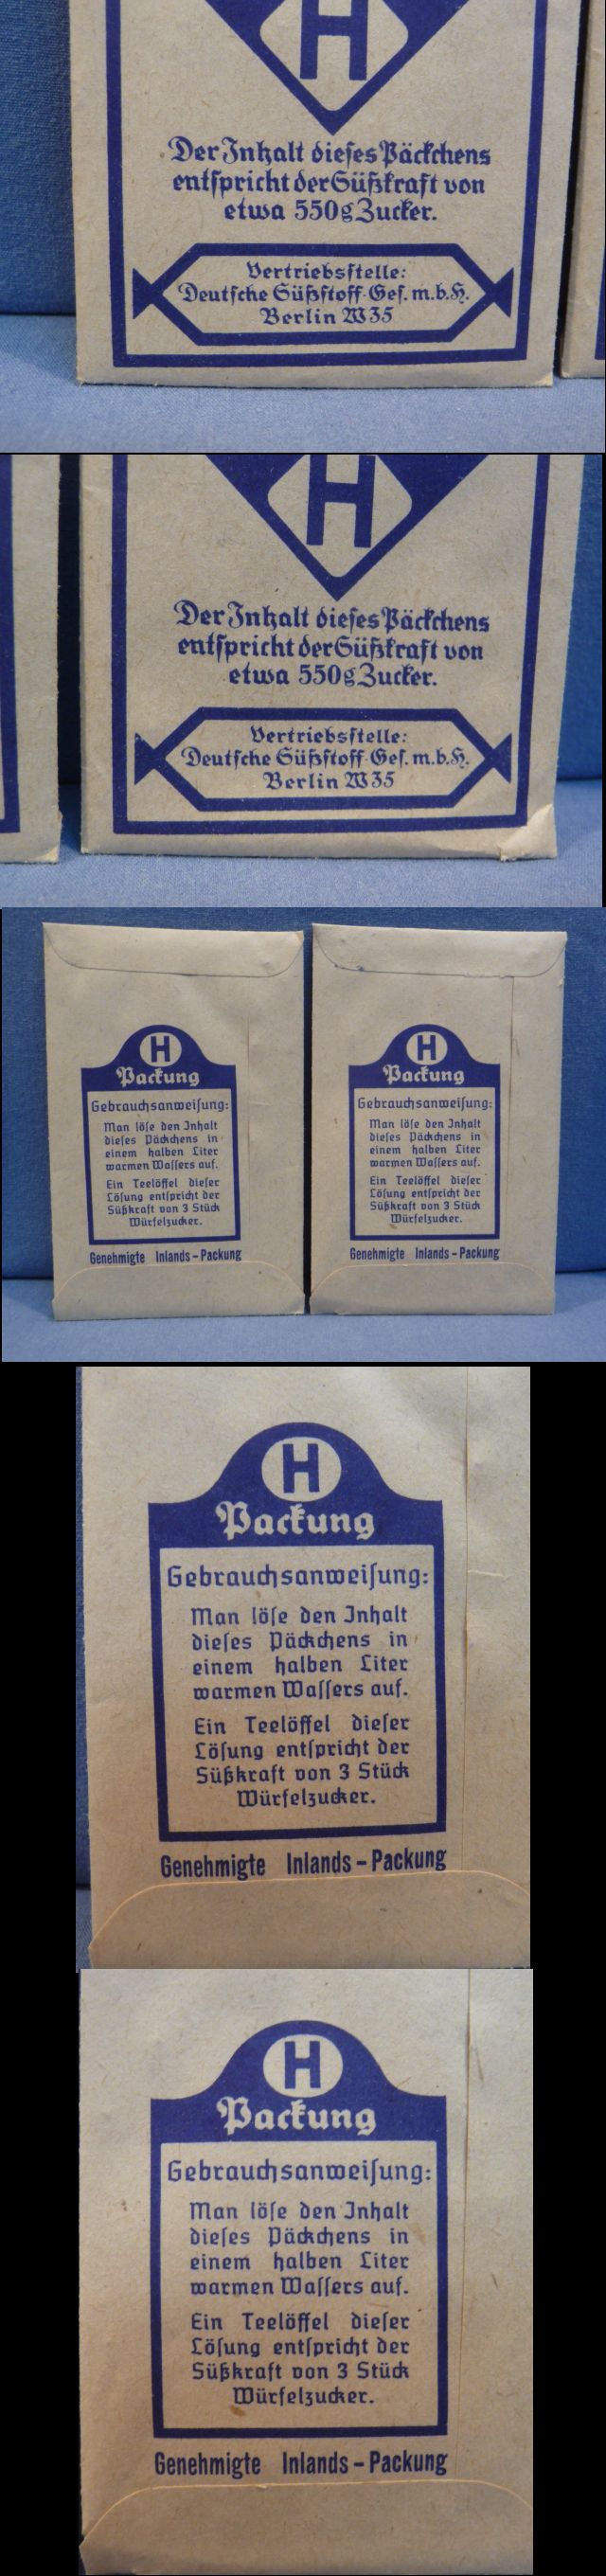 H
Der Inhalt dieses Päckchens
entspricht der Süßkraft von
etwa 550g Zucker.
Vertriebsstelle:
Deutsche Süßstoff-Ges. m.b.H.
Berlin W35
H
Der Inhalt dieses Päckchens
entspricht der Süßkraft von
etwa 550g Zucker.
Vertriebsstelle:
Deutsche Süßstoff-Ges. m.b.H.
Berlin W35
H
Packung
Gebrauchsanweisung:
Man löse den Inhalt
dieses Päckchens in
einem halben Liter
warmen Wassers auf.
Ein Teelöffel dieser
Lösung entspricht der
Süßkraft von 3 Stück
Würfelzucker.
Genehmigte Inlands-Packung
H
Packung
Gebrauchsanweisung:
Man löse den Inhalt
dieses Päckchens in
einem halben Liter
warmen Wassers auf.
Ein Teelöffel dieser
Lösung entspricht der
Süßkraft von 3 Stück
Würfelzucker.
Genehmigte Inlands-Packung
H
Packung
Gebrauchsanweisung:
Man löse den Inhalt
dieses Päckchens in
einem halben Liter
warmen Wassers auf.
Ein Teelöffel dieser
Lösung entspricht der
Süßkraft von 3 Stück
Würfelzucker.
Genehmigte Inlands-Packung
H
Packung
Gebrauchsanweisung:
Man löse den Inhalt
dieses Päckchens in
einem halben Liter
warmen Wassers auf.
Ein Teelöffel dieser
Lösung entspricht der
Süßkraft von 3 Stück
Würfelzucker.
Genehmigte Inlands-Packung